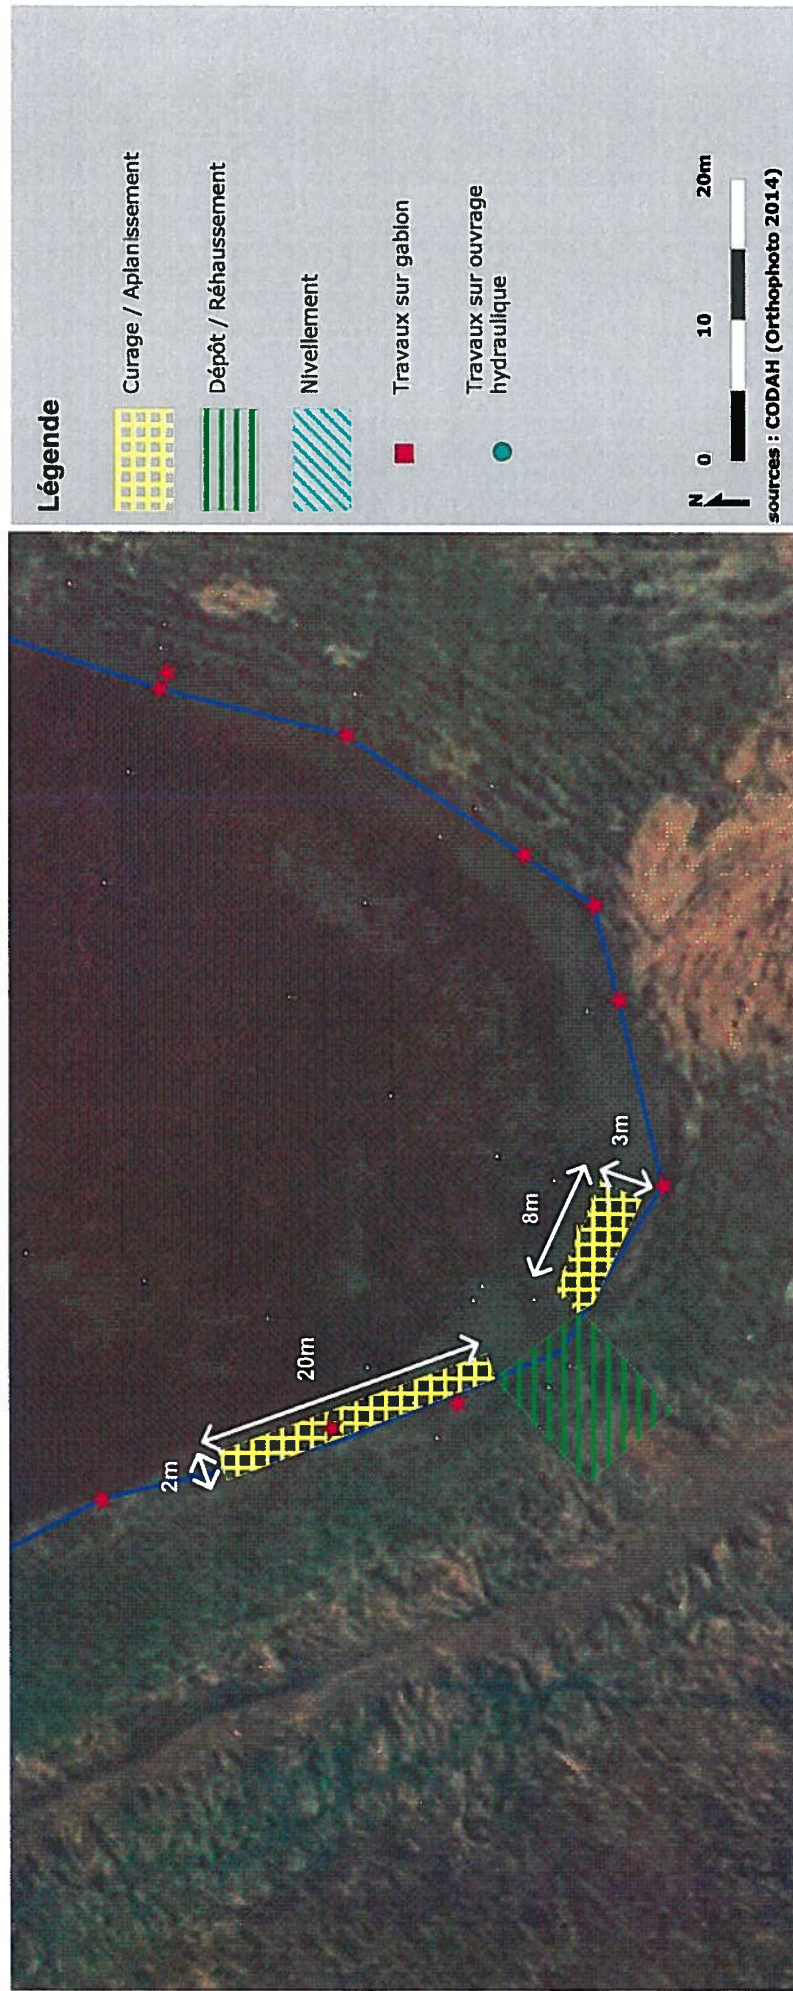 Légende
Curage / Aplanissement
Dépôt / Réhaussement
Nivellement
Travaux sur gabion
Travaux sur ouvrage
hydraulique
N
0 10 20m
sources : CODAH (Orthophoto 2014)
2m
20m
8m
3m